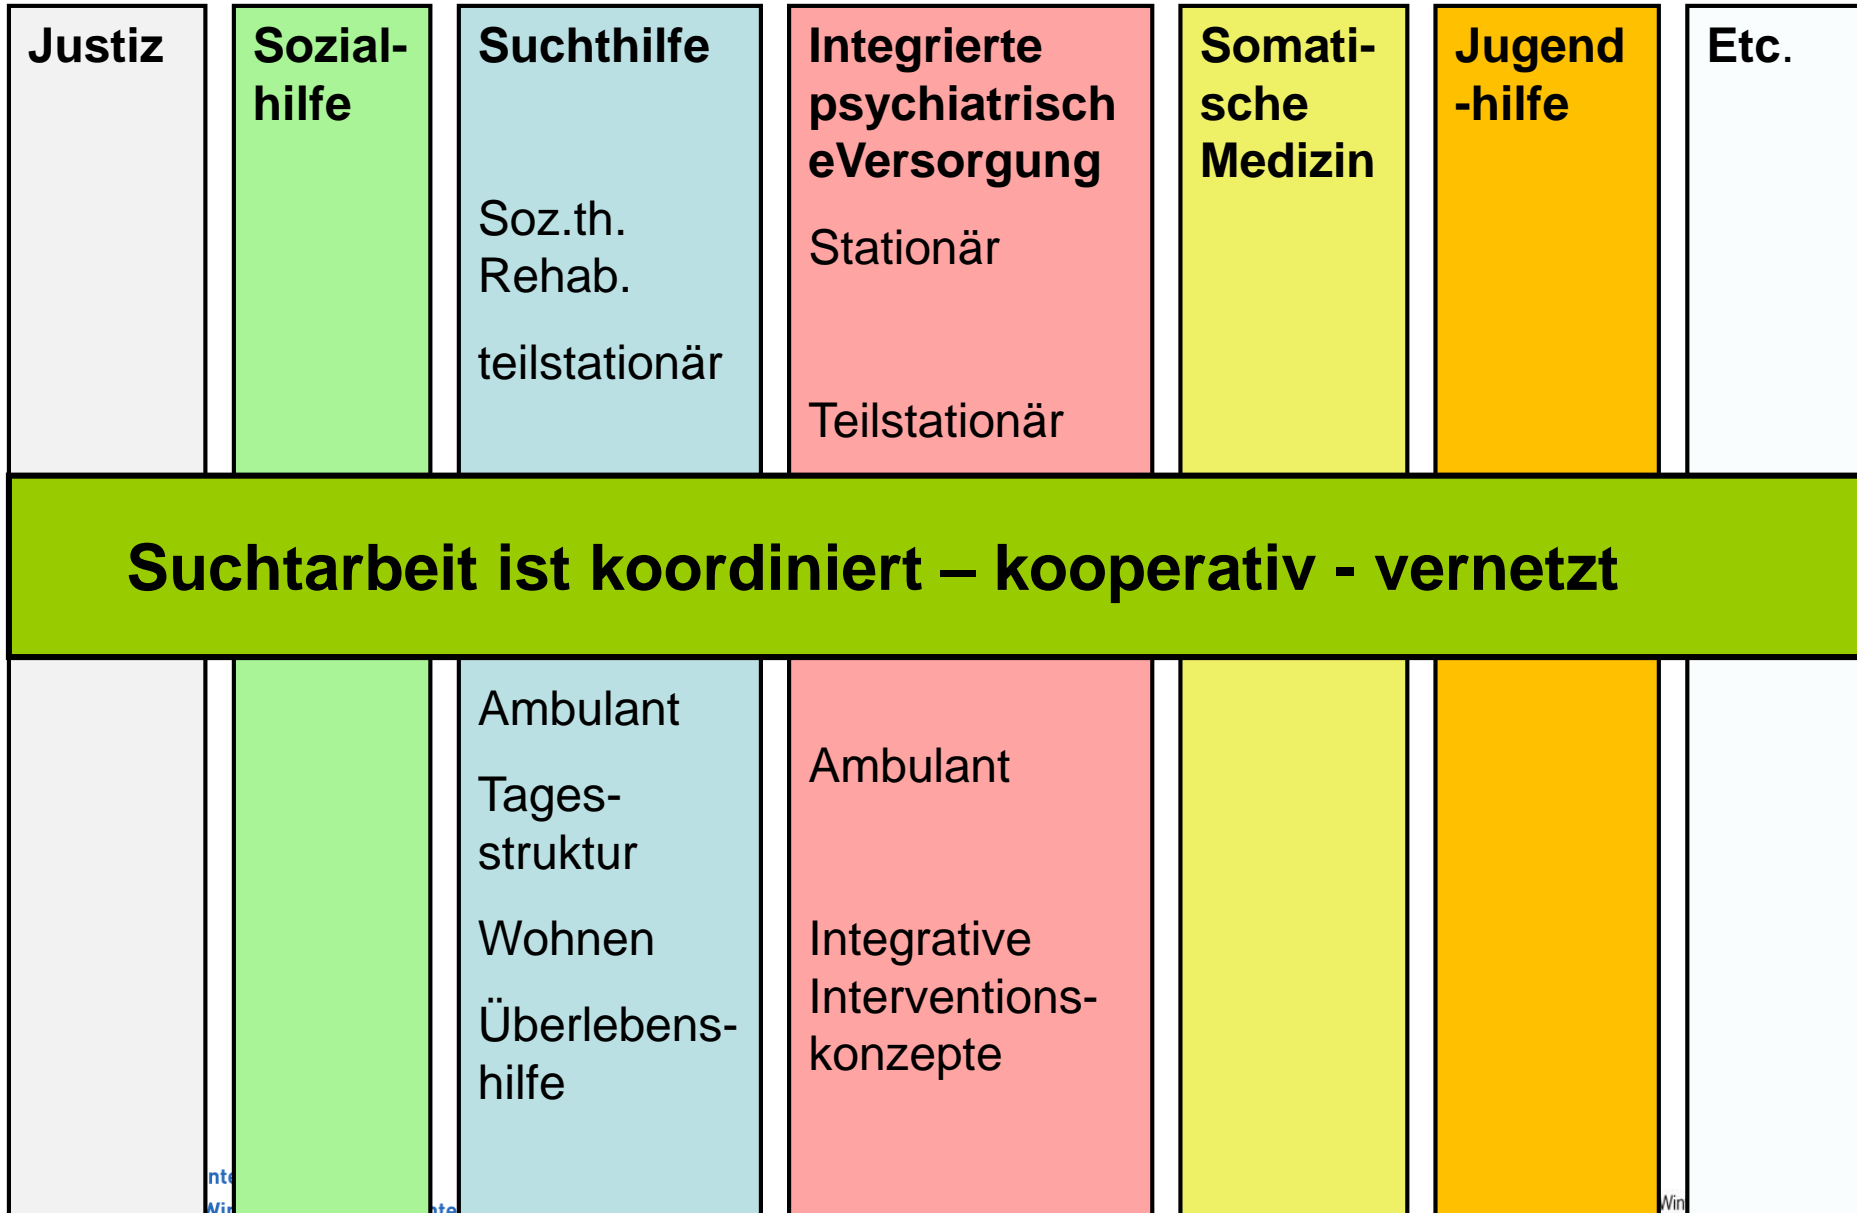 Justiz
Sozial-
hilfe
Suchthilfe
Soz.th.
Rehab.
teilstationär
Integrierte
psychiatrisch
eVersorgung
Stationär
Teilstationär
Somati-
sche
Medizin
Jugend
-hilfe
Etc.
Suchtarbeit ist koordiniert – kooperativ - vernetzt
Ambulant
Tages-
struktur
Wohnen
Überlebens-
hilfe
Ambulant
Integrative
Interventions-
konzepte